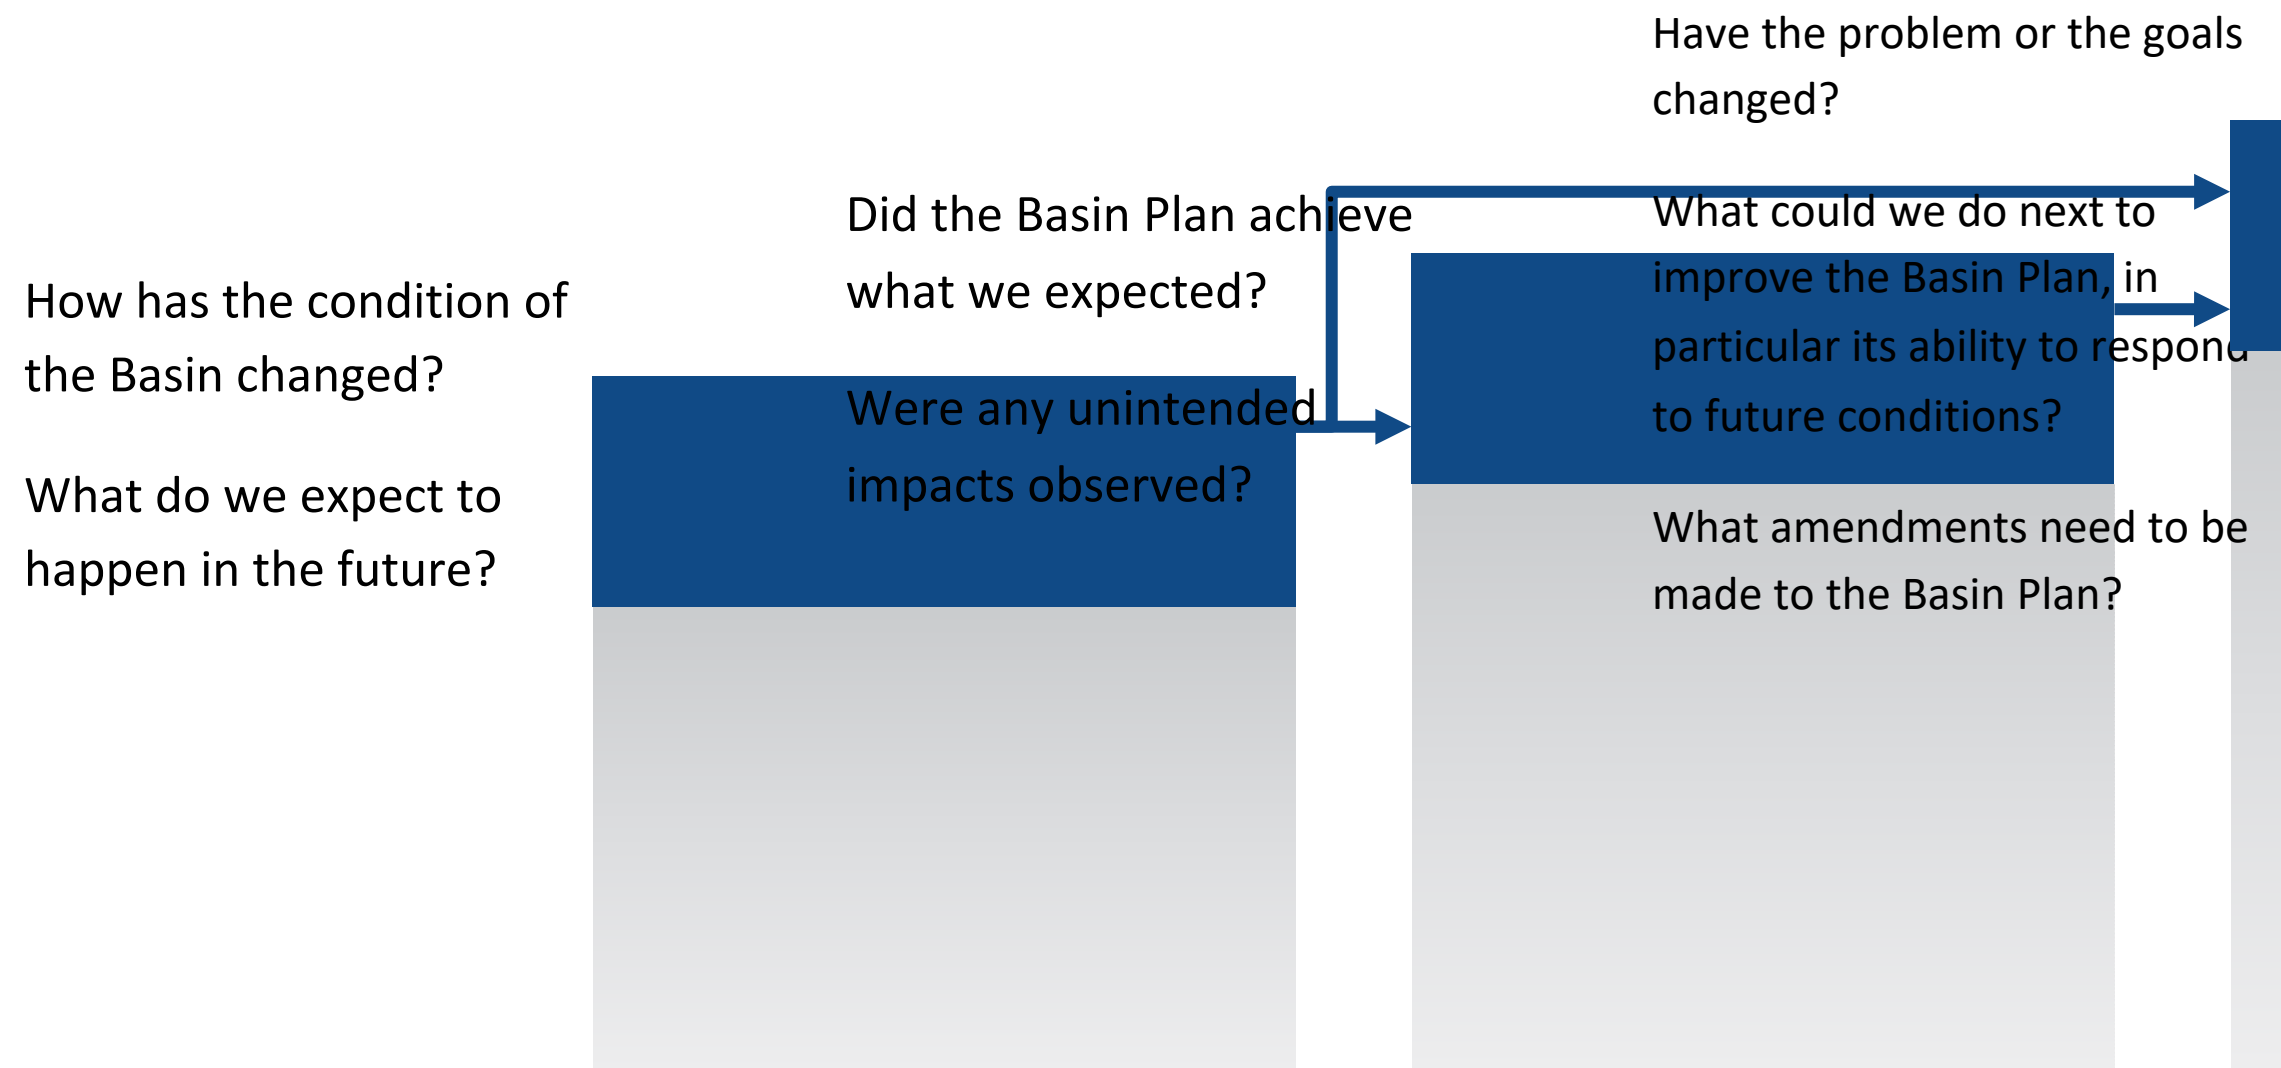 How has the condition of
the Basin changed?
What do we expect to
happen in the future?
Did the Basin Plan achieve
what we expected?
Were any unintended
impacts observed?
Have the problem or the goals
changed?
What could we do next to
improve the Basin Plan, in
particular its ability to respond
to future conditions?
What amendments need to be
made to the Basin Plan?